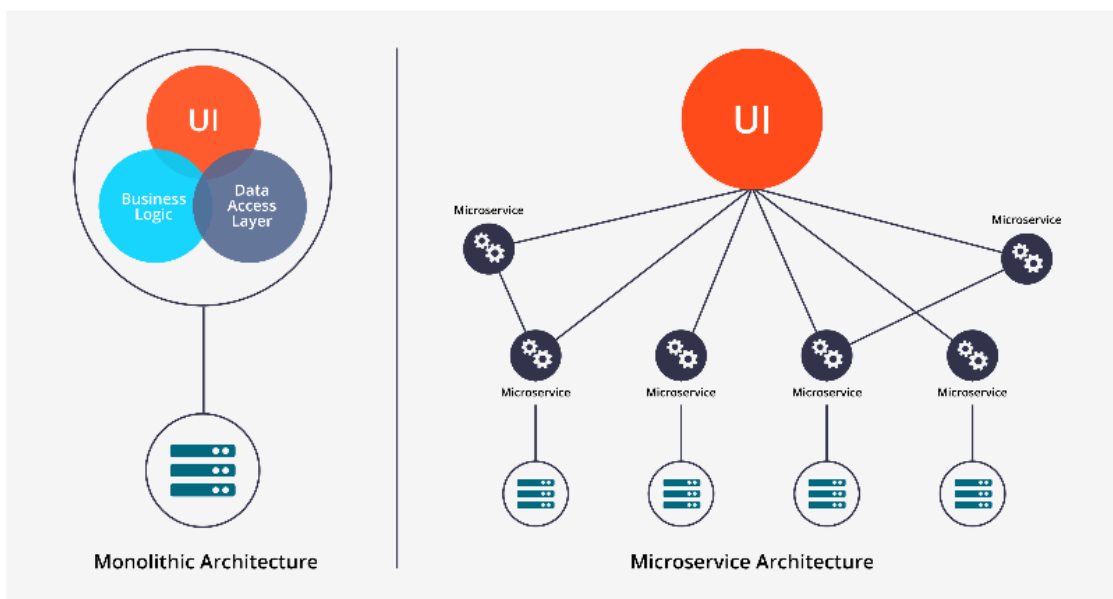 UI
Business
Logic
Data
Access
Layer
Monolithic Architecture
UI
Microservice
Microservice
Microservice
Microservice
Microservice
Microservice
Microservice Architecture